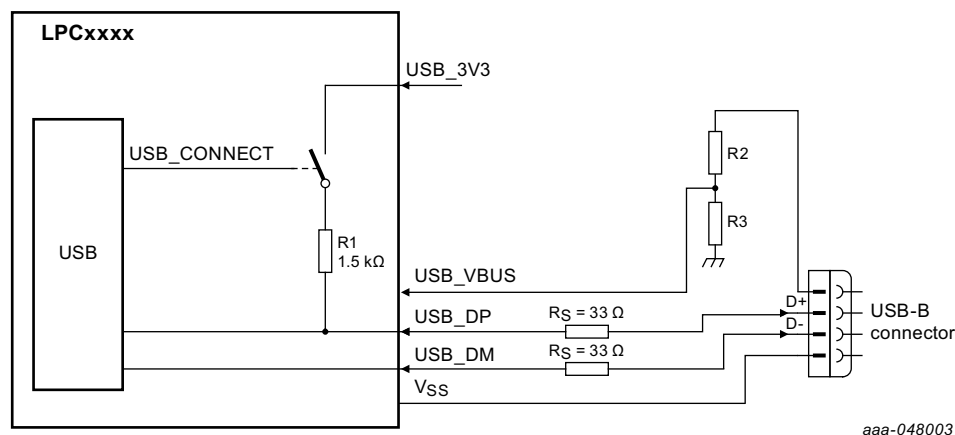 LPCxxxx
USB_3V3
USB_CONNECT
R2
R3
USB
R1
1.5 kΩ
USB_VBUS
USB_DP
RS = 33 Ω
D+
USB-B
connector
USB_DM
RS = 33 Ω
D-
VSS
aaa-048003